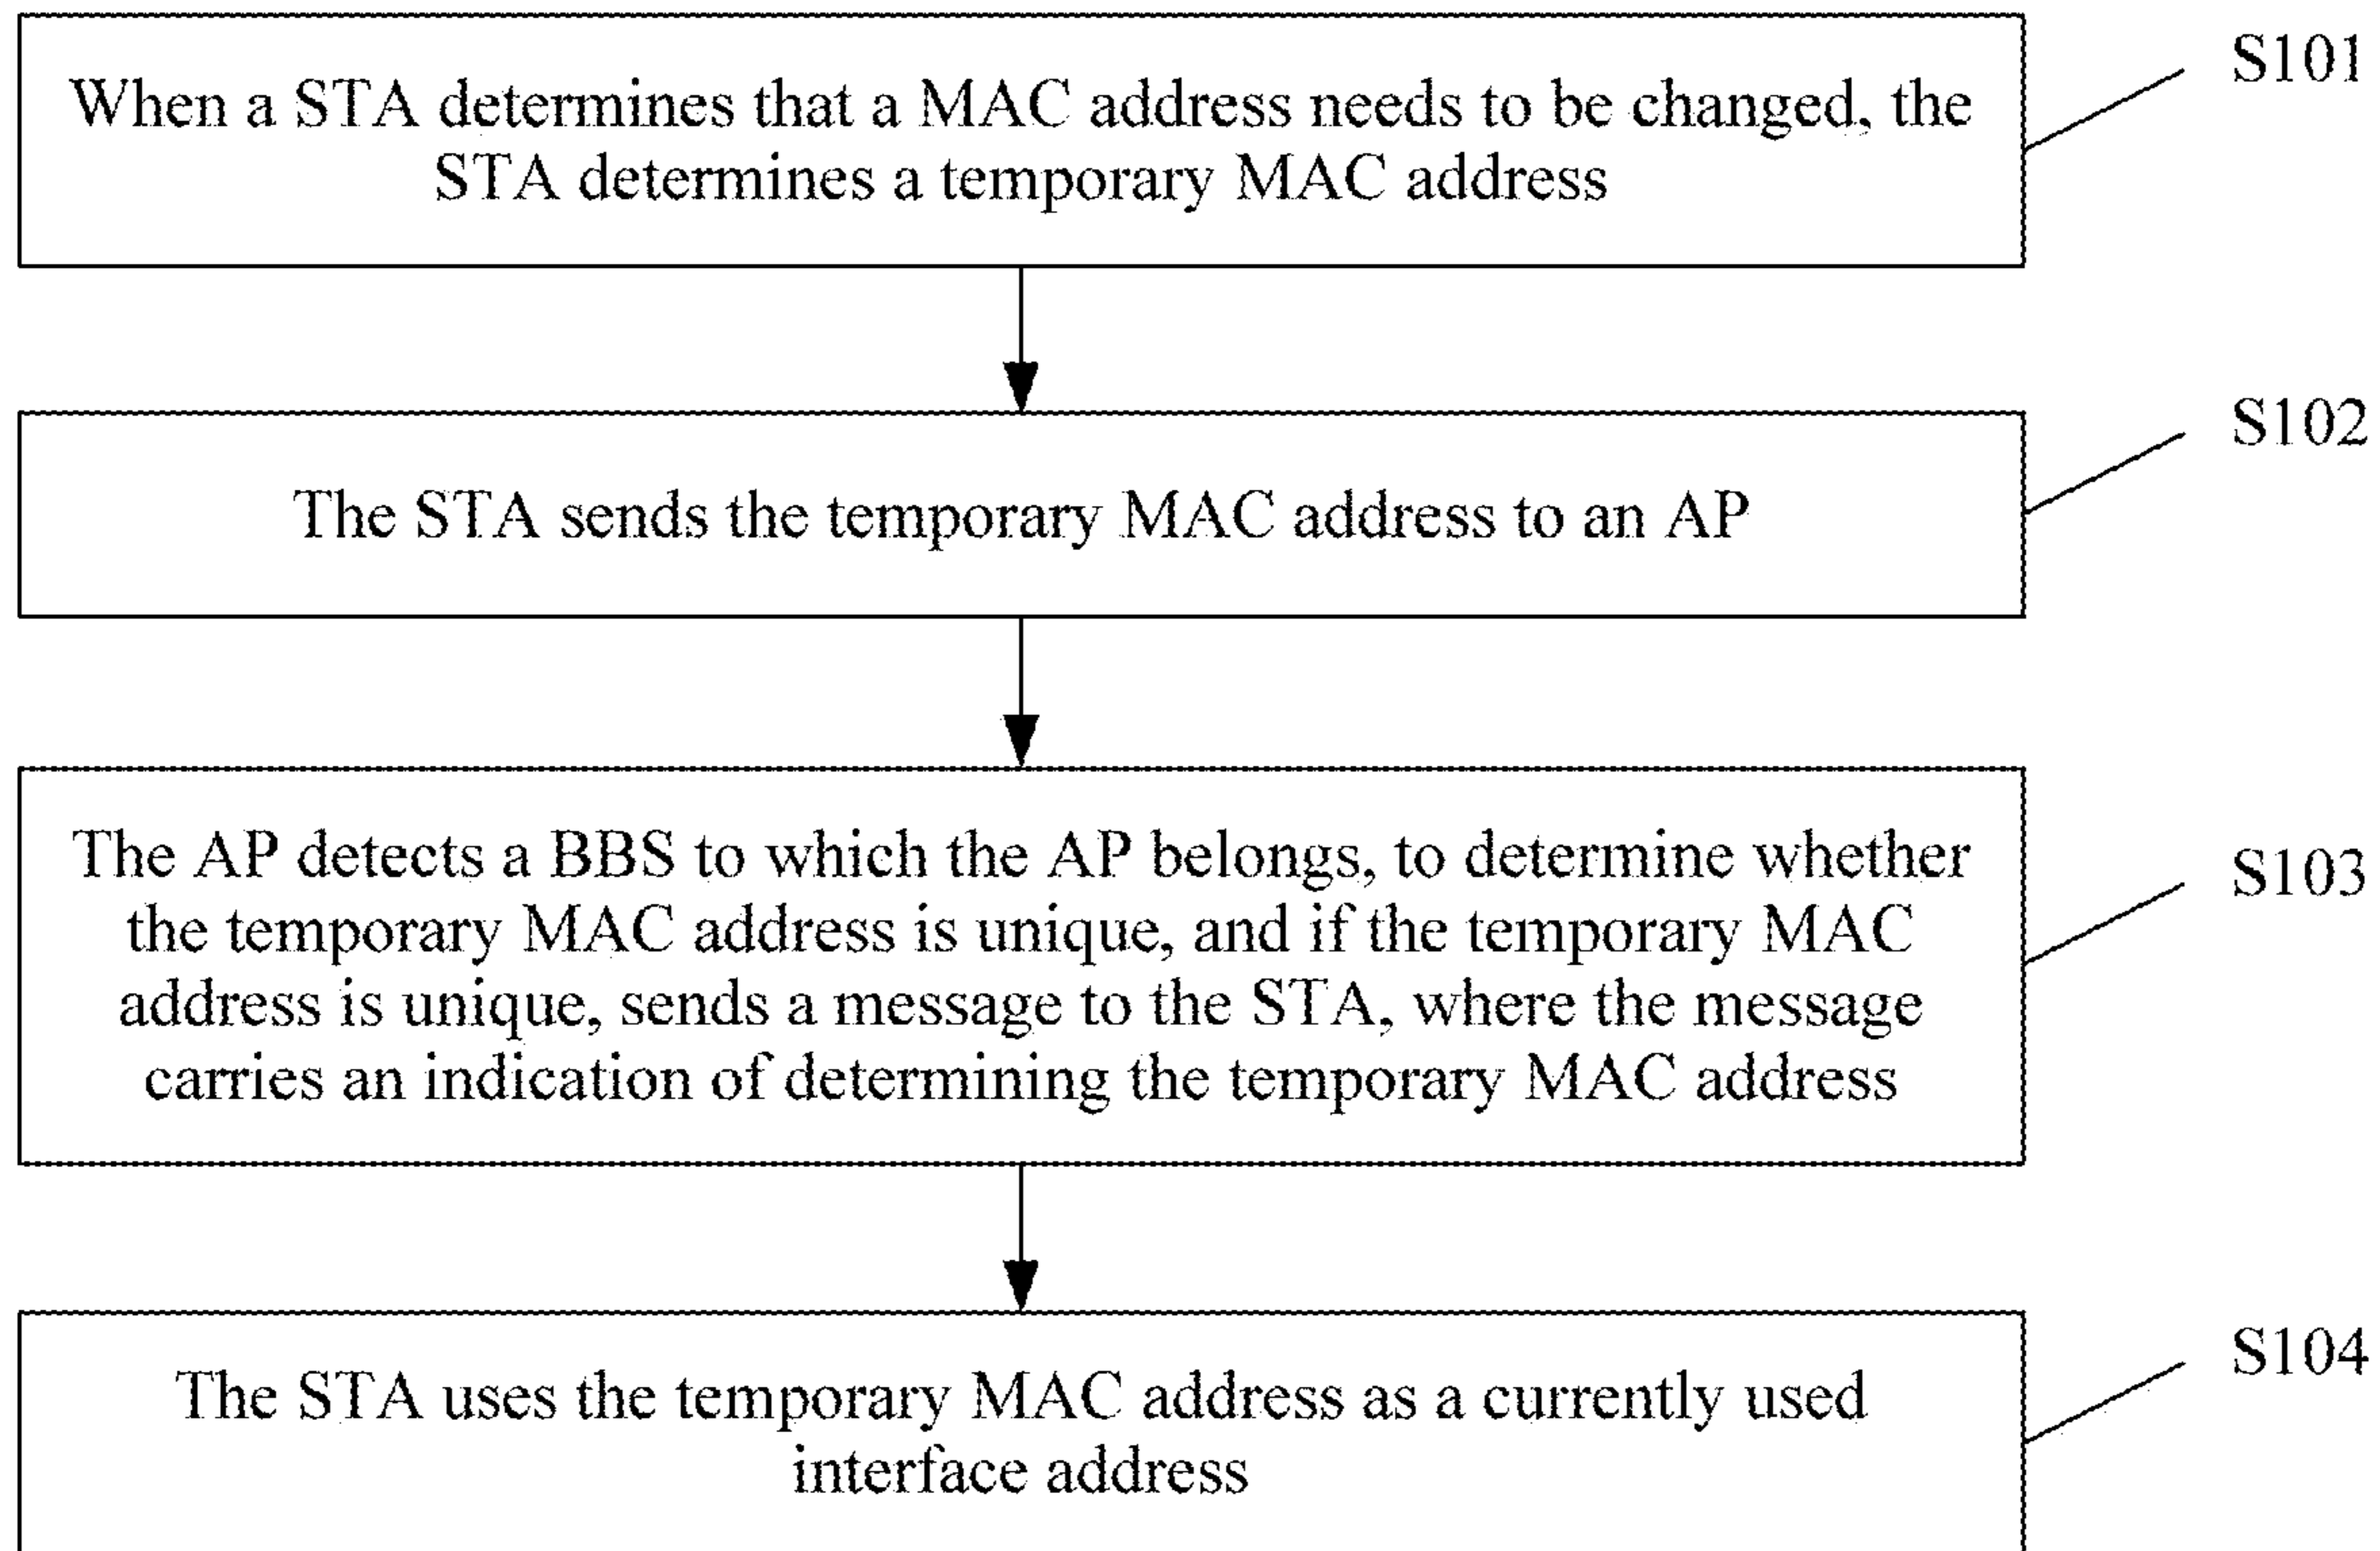 When a STA determines that a MAC address needs to be changed, the
STA determines a temporary MAC address
S101
The STA sends the temporary MAC address to an AP
S102
The AP detects a BBS to which the AP belongs, to determine whether
the temporary MAC address is unique, and if the temporary MAC
address is unique, sends a message to the STA, where the message
carries an indication of determining the temporary MAC address
S103
The STA uses the temporary MAC address as a currently used
interface address
S104